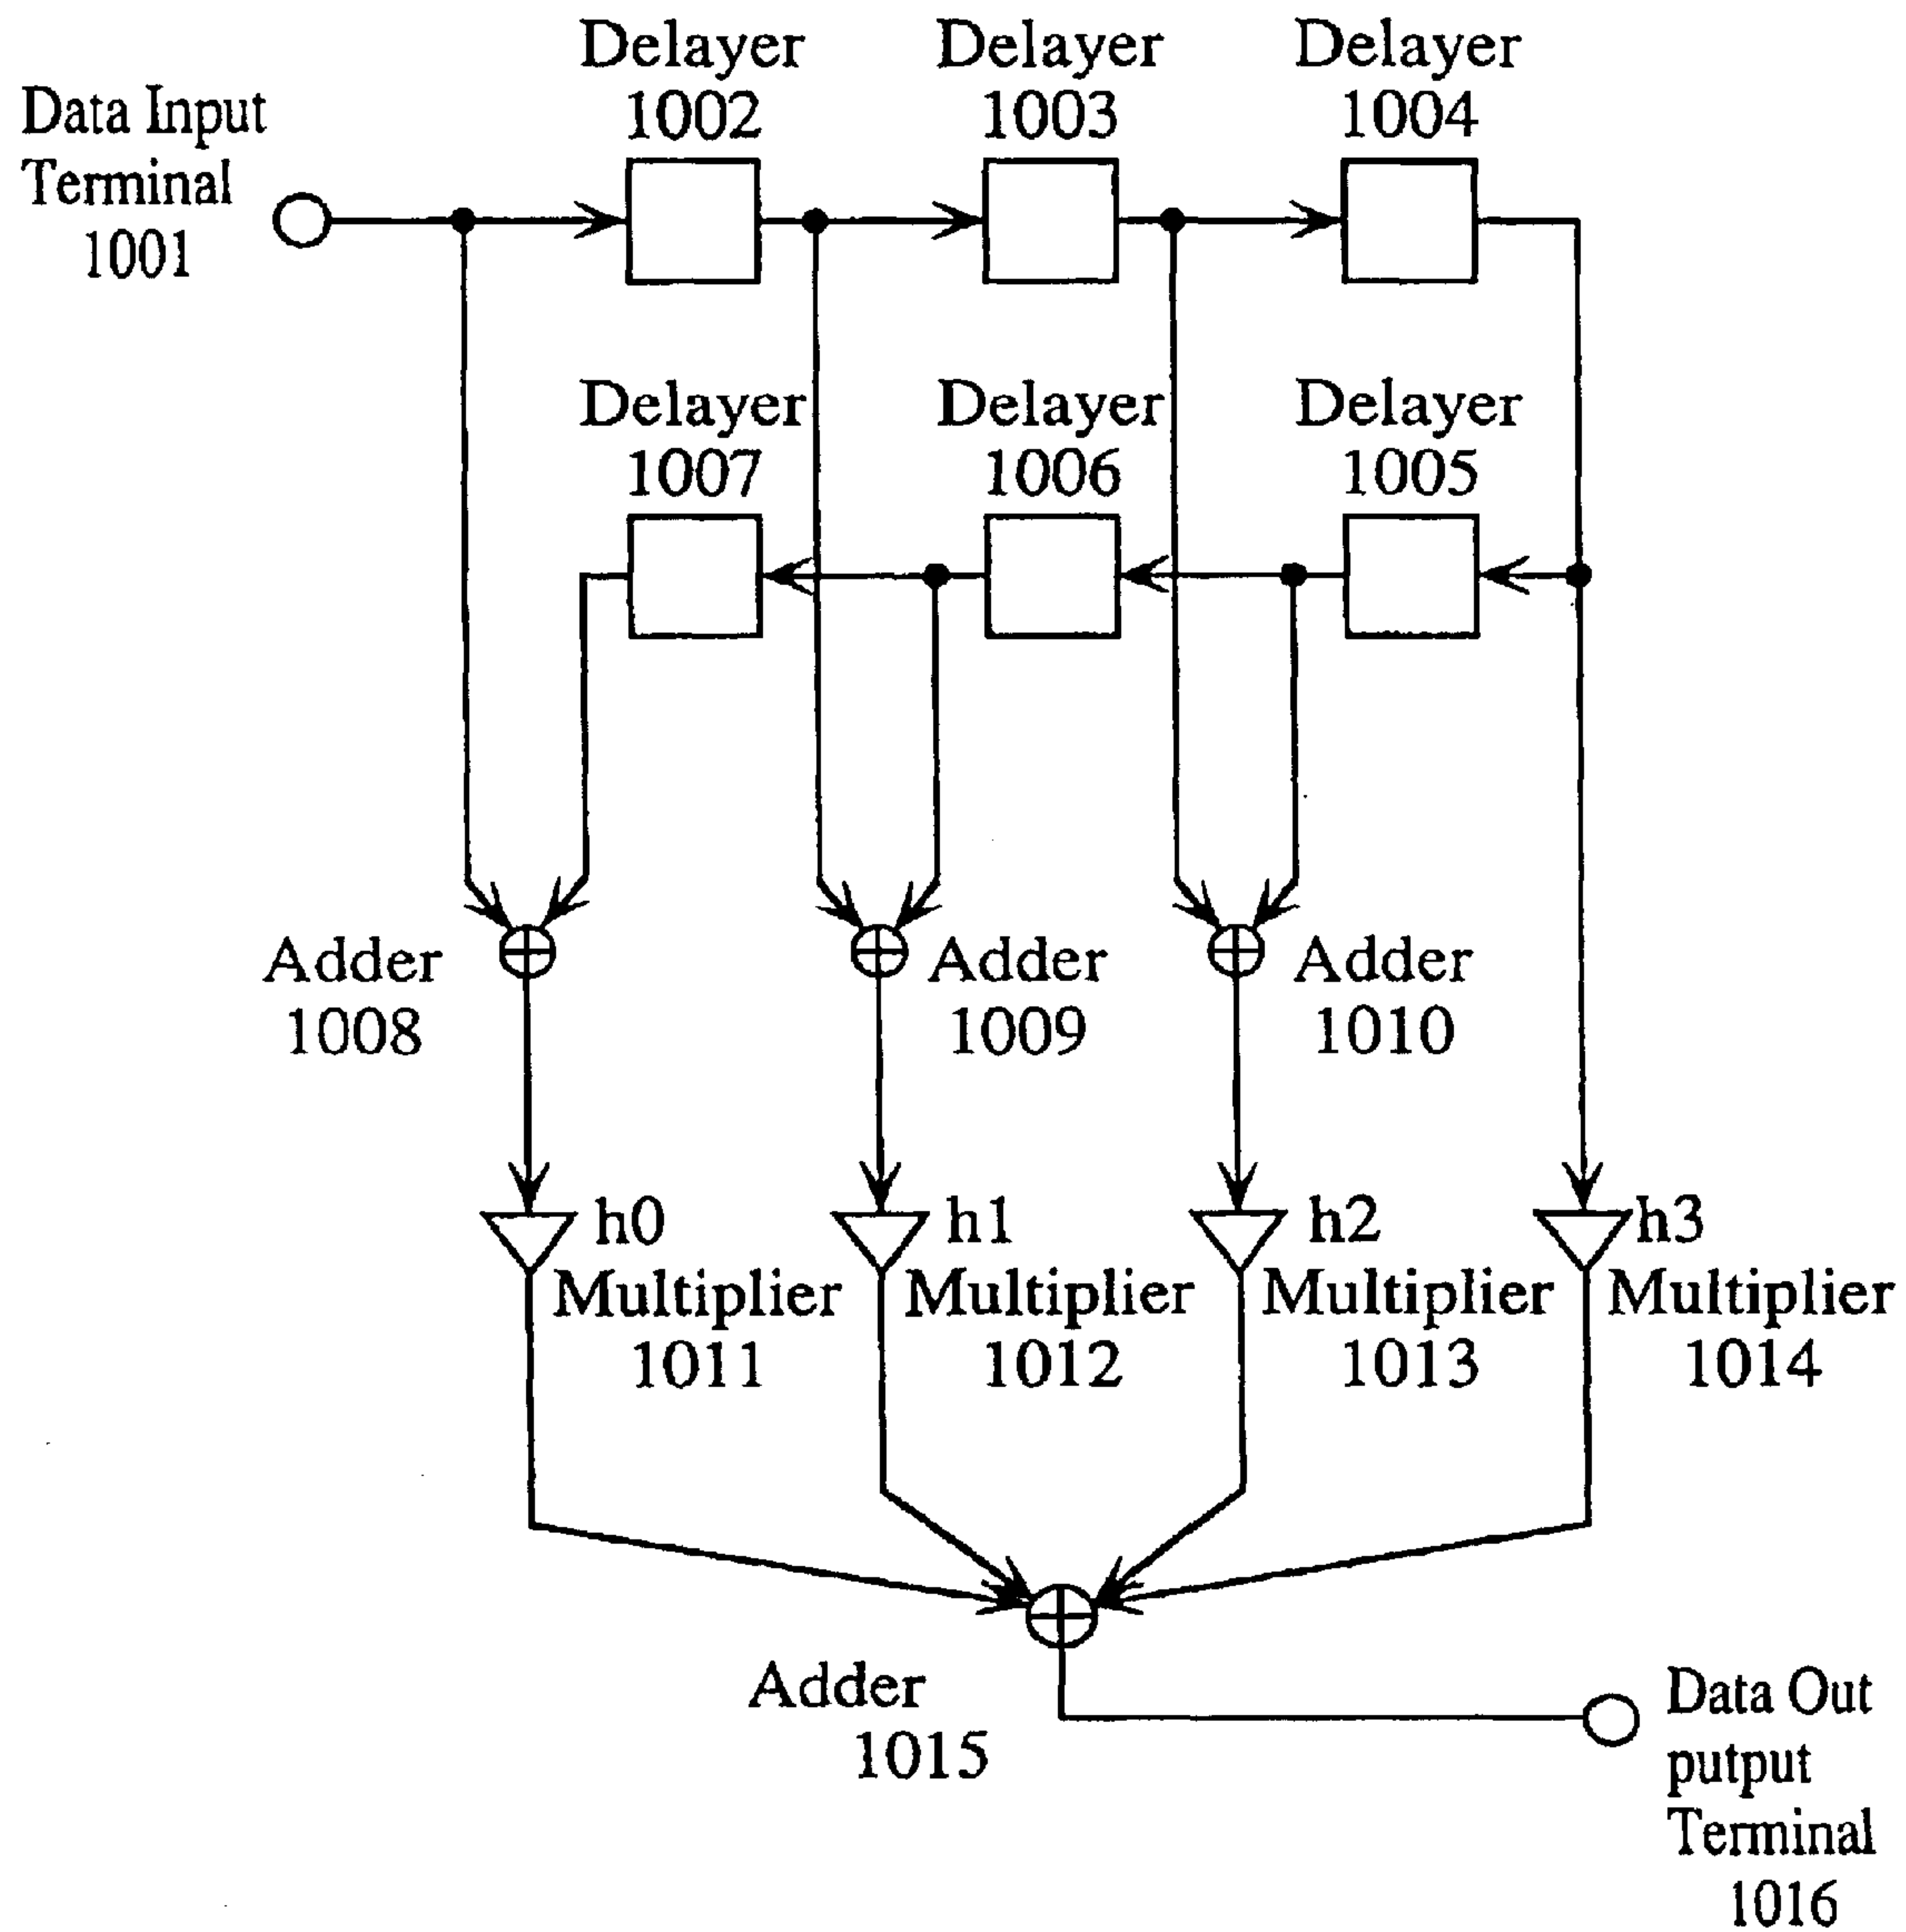 Delayer
1002
Delayer
1003
Delayer
1004
Data Input
Terminal
1001
Delayer
1007
Delayer
1006
Delayer
1005
Adder
1008
Adder
1009
Adder
1010
h0
Multiplier
1011
h1
Multiplier
1012
h2
Multiplier
1013
h3
Multiplier
1014
Adder
1015
Data Out
putput
Terminal
1016